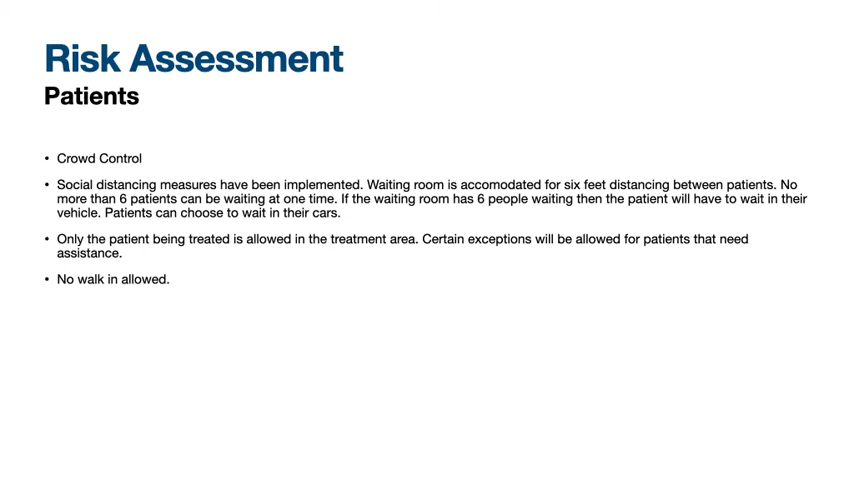 Risk Assessment
Patients
• Crowd Control
• Social distancing measures have been implemented. Waiting room is accomodated for six feet distancing between patients. No
more than 6 patients can be waiting at one time. If the waiting room has 6 people waiting then the patient will have to wait in their
vehicle. Patients can choose to wait in their cars.
• Only the patient being treated is allowed in the treatment area. Certain exceptions will be allowed for patients that need
assistance.
• No walk in allowed.